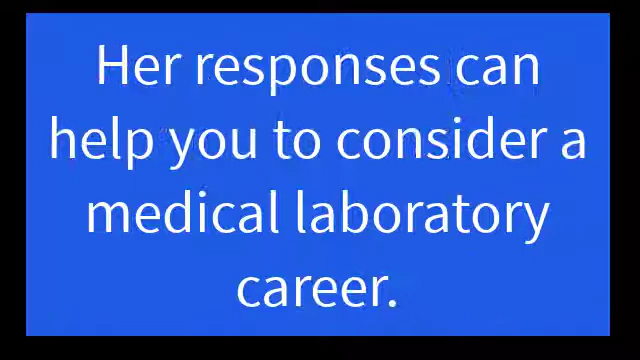 Her responses can
help you to consider a
medical laboratory
career.